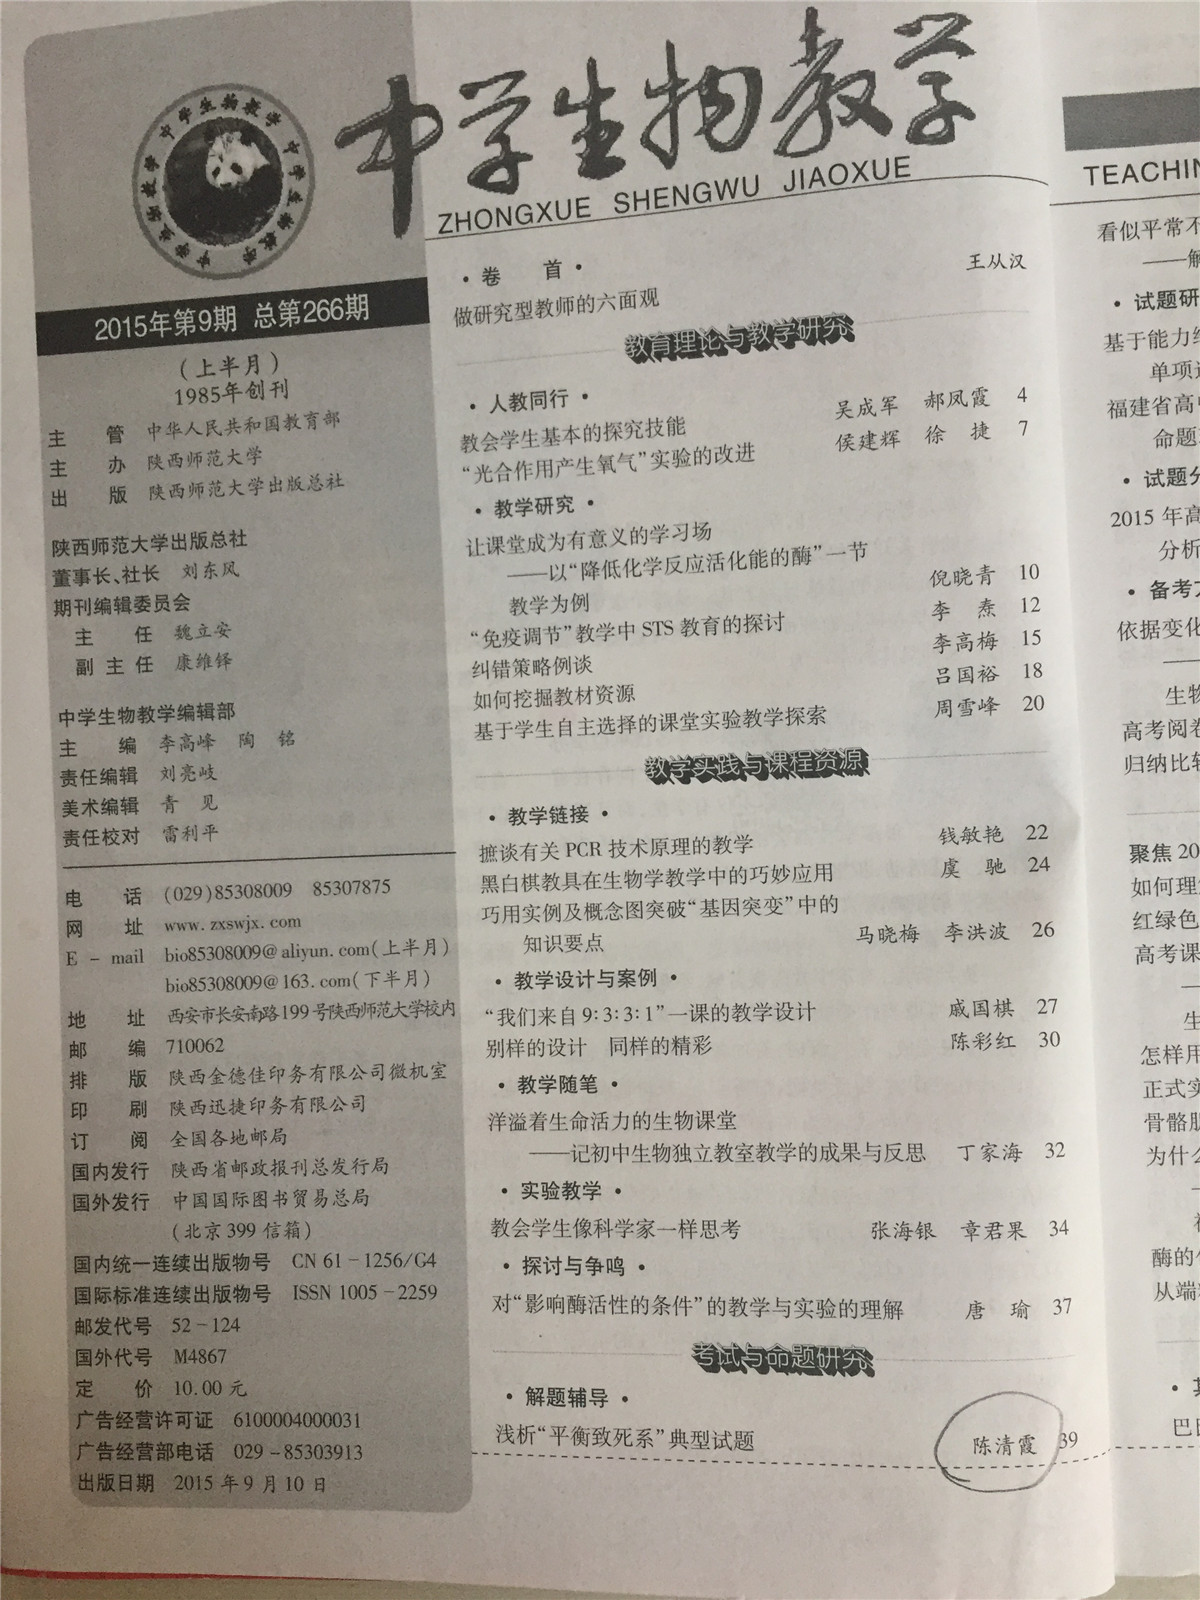 中学生物教学 中学生物教学 中学生物教学
中学生物教学
ZHONGXUE SHENGWU JIAOXUE
2015年第9期 总第266期
(上半月)
1985年创刊
主 管 中华人民共和国教育部
主 办 陕西师范大学
出 版 陕西师范大学出版总社
陕西师范大学出版总社
董事长、社长 刘东风
期刊编辑委员会
主 任 魏立安
副 主 任 康维铎
中学生物教学编辑部
主 编 李高峰 陶 铭
责任编辑 刘亮岐
美术编辑 青 见
责任校对 雷利平
电 话 (029)85308009 85307875
网 址 www.zxswjx.com
E-mail bio85308009@aliyun.com(上半月)
bio85308009@163.com(下半月)
地 址 西安市长安南路199号陕西师范大学校内
邮 编 710062
排 版 陕西金德佳印务有限公司微机室
印 刷 陕西迅捷印务有限公司
订 阅 全国各地邮局
国内发行 陕西省邮政报刊总发行局
国外发行 中国国际图书贸易总局
(北京399信箱)
国内统一连续出版物号 CN 61-1256/G4
国际标准连续出版物号 ISSN 1005-2259
邮发代号 52-124
国外代号 M4867
定 价 10.00元
广告经营许可证 6100004000031
广告经营部电话 029-85303913
出版日期 2015年9月10日
·卷 首·
做研究型教师的六面观 王从汉
教育理论与教学研究
·人教同行·
教会学生基本的探究技能 吴成军 郝凤霞 4
“光合作用产生氧气”实验的改进 侯建辉 徐 捷 7
·教学研究·
让课堂成为有意义的学习场
——以“降低化学反应活化能的酶”一节
教学为例 倪晓青 10
“免疫调节”教学中STS教育的探讨 李 焘 12
纠错策略例谈 李高梅 15
如何挖掘教材资源 吕国裕 18
基于学生自主选择的课堂实验教学探索 周雪峰 20
教学实践与课程资源
·教学链接·
摭谈有关PCR技术原理的教学 钱敏艳 22
黑白棋教具在生物学教学中的巧妙应用 虞 驰 24
巧用实例及概念图突破“基因突变”中的
知识要点 马晓梅 李洪波 26
·教学设计与案例·
“我们来自9∶3∶3∶1”一课的教学设计 戚国棋 27
别样的设计 同样的精彩 陈彩红 30
·教学随笔·
洋溢着生命活力的生物课堂
——记初中生物独立教室教学的成果与反思 丁家海 32
·实验教学·
教会学生像科学家一样思考 张海银 章君果 34
·探讨与争鸣·
对“影响酶活性的条件”的教学与实验的理解 唐 瑜 37
考试与命题研究
·解题辅导·
浅析“平衡致死系”典型试题 陈清霞 39
TEACHIN
看似平常不
——解
·试题研
基于能力
单项
福建省高
命题
·试题分
2015年高
分析
·备考
依据变化
——
生物
高考阅卷
归纳比较
聚焦20
如何理
红绿色
高考课
—
生
怎样用
正式实
骨骼肌
为什么
酶的
从端
巴